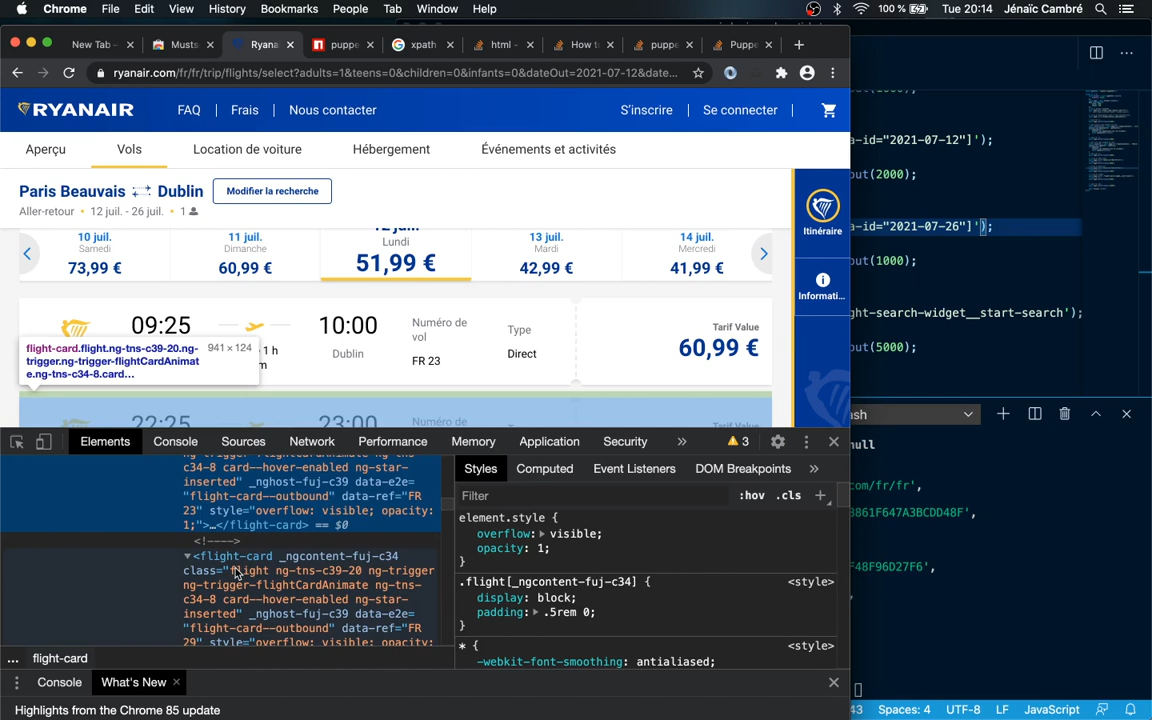 Chrome File Edit View History Bookmarks People Tab Window Help 100 % Tue 20:14 Jénaïc Cambré
New Tab - Musts Ryana puppe xpath html - How to puppe Puppe
ryanair.com/fr/fr/trip/flights/select?adults=1&teens=0&children=0&infants=0&dateOut=2021-07-12&date...
RYANAIR FAQ Frais Nous contacter S'inscrire Se connecter
Aperçu Vols Location de voiture Hébergement Événements et activités
Paris Beauvais Dublin Modifier la recherche
Aller-retour • 12 juil. - 26 juil. • 1
Itinéraire
10 juil. 11 juil. 12 juil. 13 juil. 14 juil.
Samedi Dimanche Lundi Mardi Mercredi
73,99 € 60,99 € 51,99 € 42,99 € 41,99 €
Informati...
09:25 10:00 Numéro de vol Type Tarif Value
1 h Dublin FR 23 Direct 60,99 €
flight-card.flight.ng-tns-c39-20.ng-trigger.ng-trigger-flightCardAnimate.ng-tns-c34-8.card... 941 × 124
22:25 23:00 Numéro de
Elements Console Sources Network Performance Memory Application Security » 3
ng-trigger-flightCardAnimate ng-tns-
c34-8 card--hover-enabled ng-star-
inserted" _nghost-fuj-c39 data-e2e=
"flight-card--outbound" data-ref="FR
23" style="overflow: visible; opacity:
1;">…</flight-card> == $0
<!---->
<flight-card _ngcontent-fuj-c34
class="flight ng-tns-c39-20 ng-trigger
ng-trigger-flightCardAnimate ng-tns-
c34-8 card--hover-enabled ng-star-
inserted" _nghost-fuj-c39 data-e2e=
"flight-card--outbound" data-ref="FR
29" style="overflow: visible; opacity:
... flight-card
Styles Computed Event Listeners DOM Breakpoints »
Filter :hov .cls +
element.style {
overflow: visible;
opacity: 1;
}
.flight[_ngcontent-fuj-c34] { <style>
display: block;
padding: .5rem 0;
}
* { <style>
-webkit-font-smoothing: antialiased;
Console What's New ×
Highlights from the Chrome 85 update
a-id="2021-07-12"]');
out(2000);
a-id="2021-07-26"]');
out(1000);
ght-search-widget__start-search');
out(5000);
ash
null
com/fr/fr',
8861F647A3BCDD48F',
F48F96D27F6',
43 Spaces: 4 UTF-8 LF JavaScript